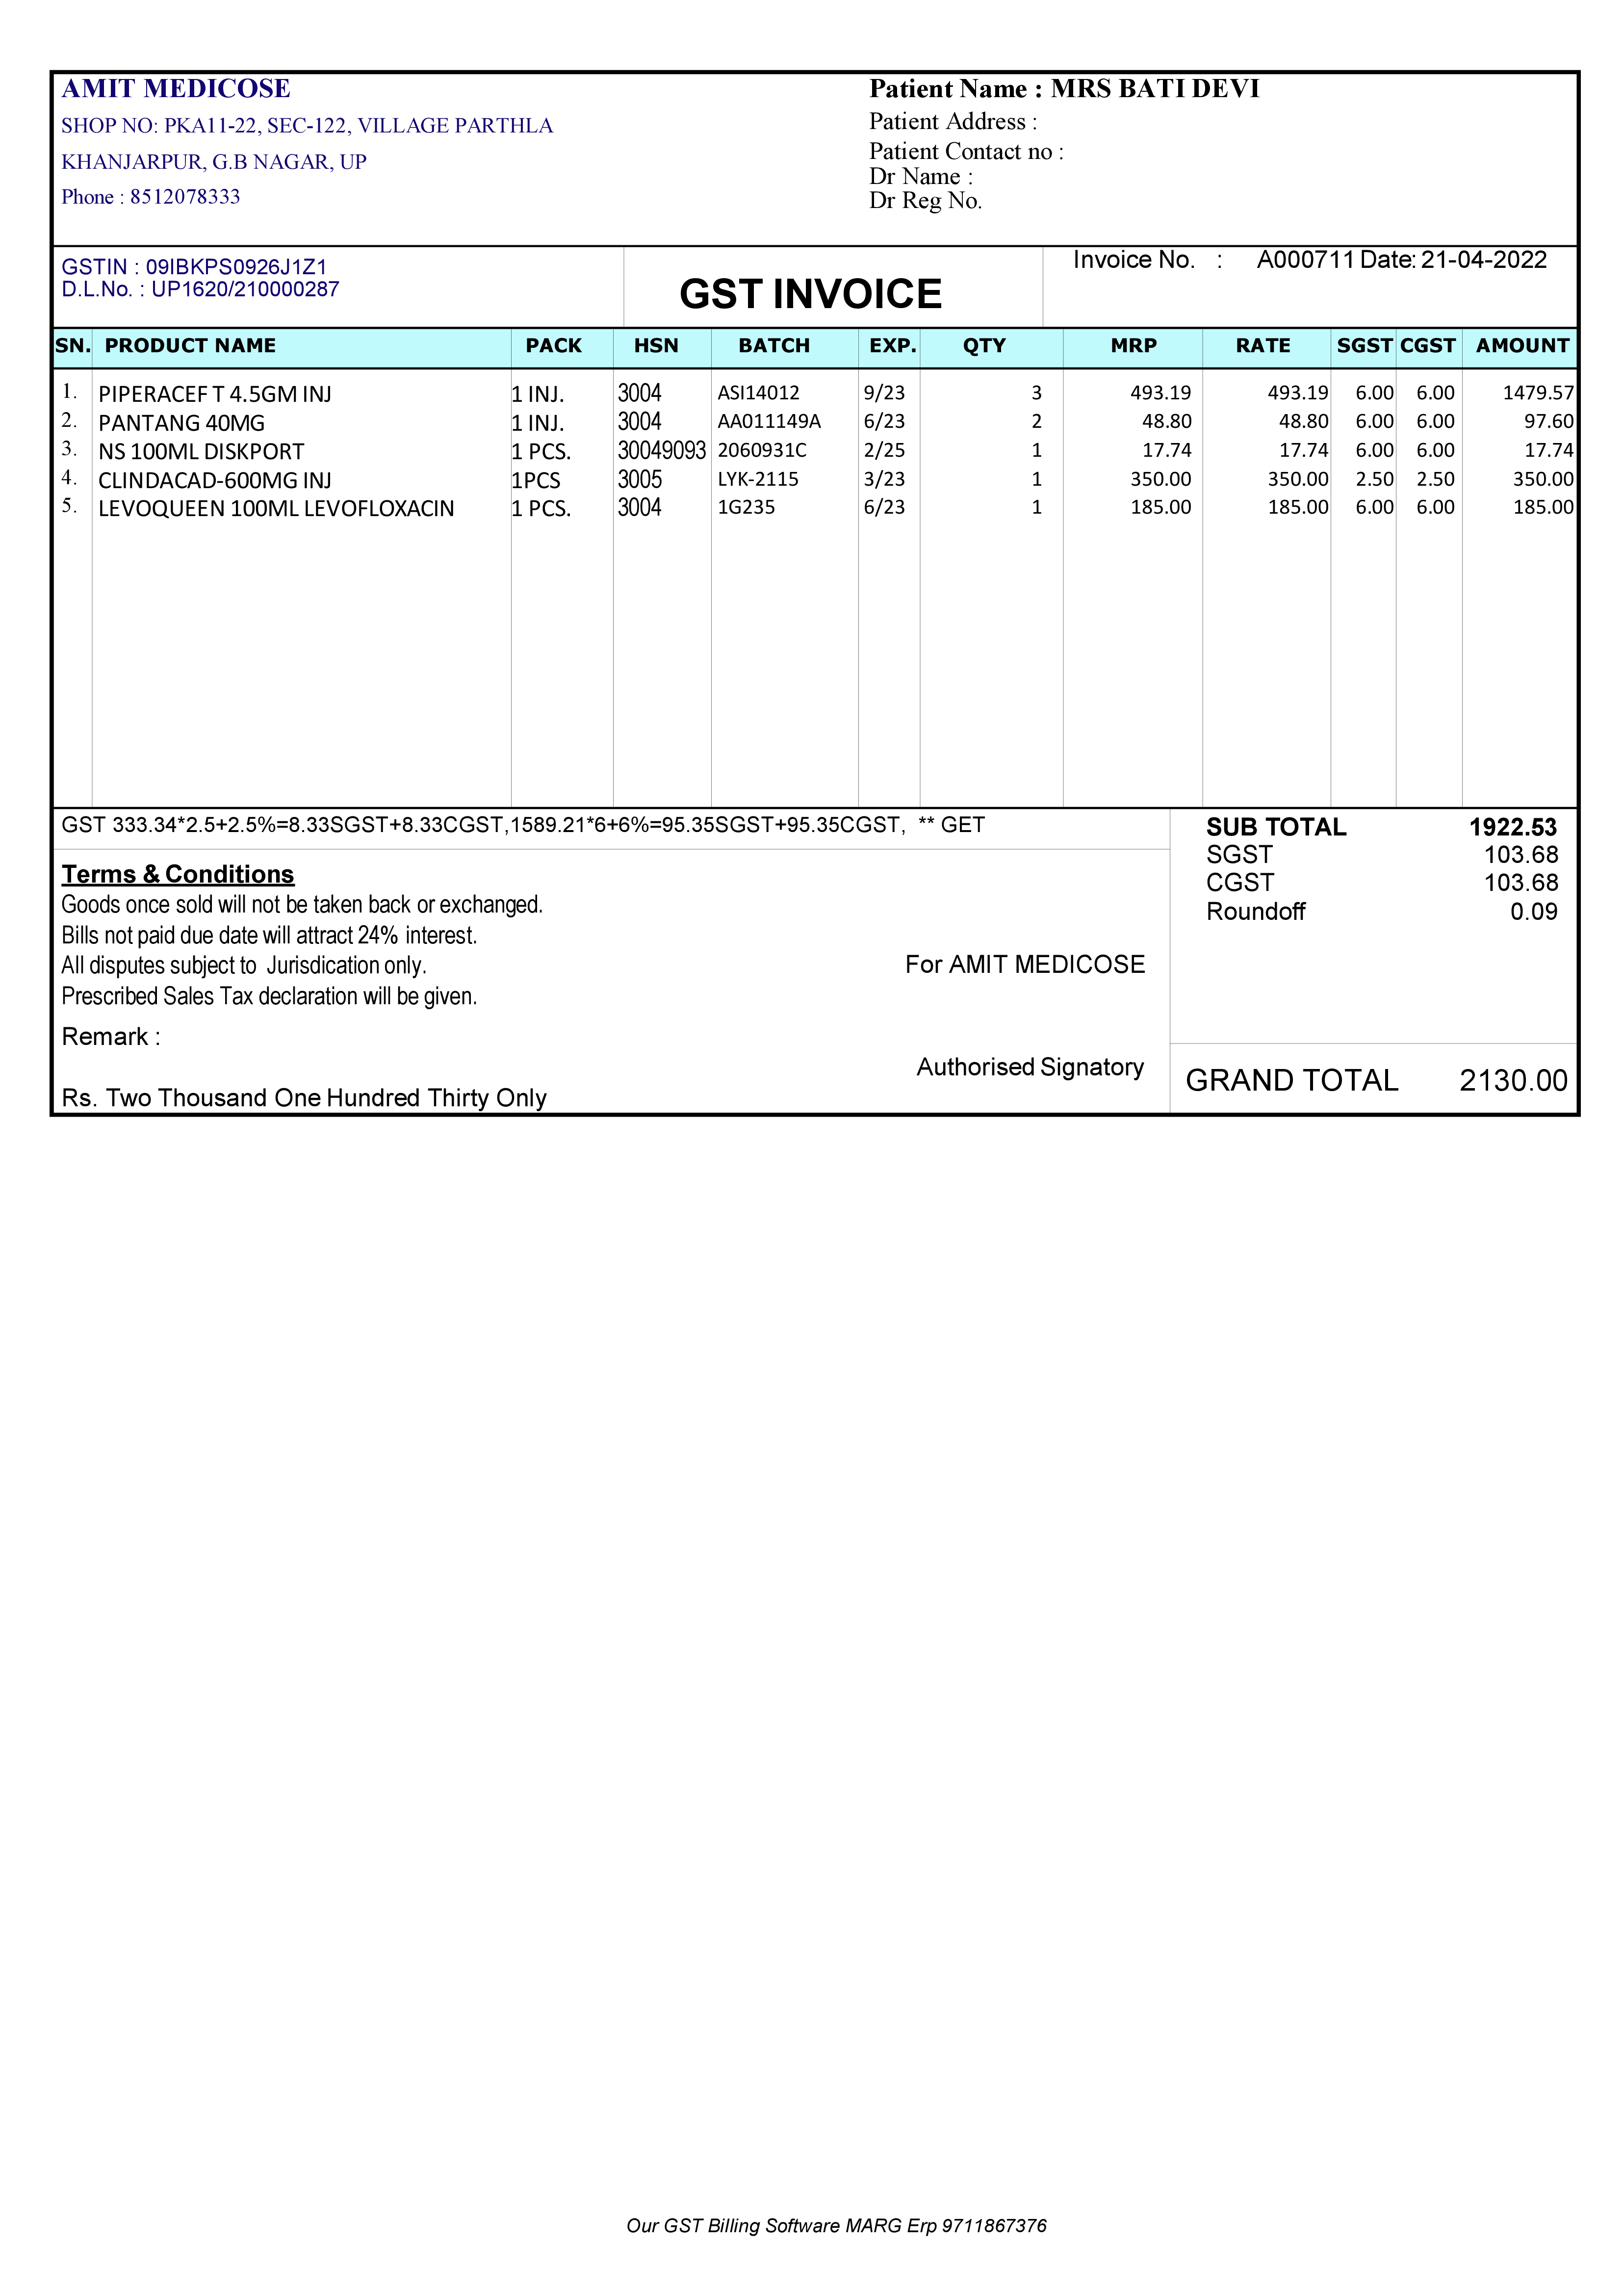 AMIT MEDICOSE
SHOP NO: PKA11-22, SEC-122, VILLAGE PARTHLA
KHANJARPUR, G.B NAGAR, UP
Phone : 8512078333
Patient Name : MRS BATI DEVI
Patient Address :
Patient Contact no :
Dr Name :
Dr Reg No.
GSTIN : 09IBKPS0926J1Z1
D.L.No. : UP1620/210000287
GST INVOICE
Invoice No. : A000711 Date: 21-04-2022
SN. PRODUCT NAME PACK HSN BATCH EXP. QTY MRP RATE SGST CGST AMOUNT
1. PIPERACEF T 4.5GM INJ 1 INJ. 3004 ASI14012 9/23 3 493.19 493.19 6.00 6.00 1479.57
2. PANTANG 40MG 1 INJ. 3004 AA011149A 6/23 2 48.80 48.80 6.00 6.00 97.60
3. NS 100ML DISKPORT 1 PCS. 30049093 2060931C 2/25 1 17.74 17.74 6.00 6.00 17.74
4. CLINDACAD-600MG INJ 1PCS 3005 LYK-2115 3/23 1 350.00 350.00 2.50 2.50 350.00
5. LEVOQUEEN 100ML LEVOFLOXACIN 1 PCS. 3004 1G235 6/23 1 185.00 185.00 6.00 6.00 185.00
GST 333.34*2.5+2.5%=8.33SGST+8.33CGST,1589.21*6+6%=95.35SGST+95.35CGST, ** GET
Terms & Conditions
Goods once sold will not be taken back or exchanged.
Bills not paid due date will attract 24% interest.
All disputes subject to Jurisdication only.
Prescribed Sales Tax declaration will be given.
Remark :
Rs. Two Thousand One Hundred Thirty Only
For AMIT MEDICOSE
Authorised Signatory
SUB TOTAL 1922.53
SGST 103.68
CGST 103.68
Roundoff 0.09
GRAND TOTAL 2130.00
Our GST Billing Software MARG Erp 9711867376